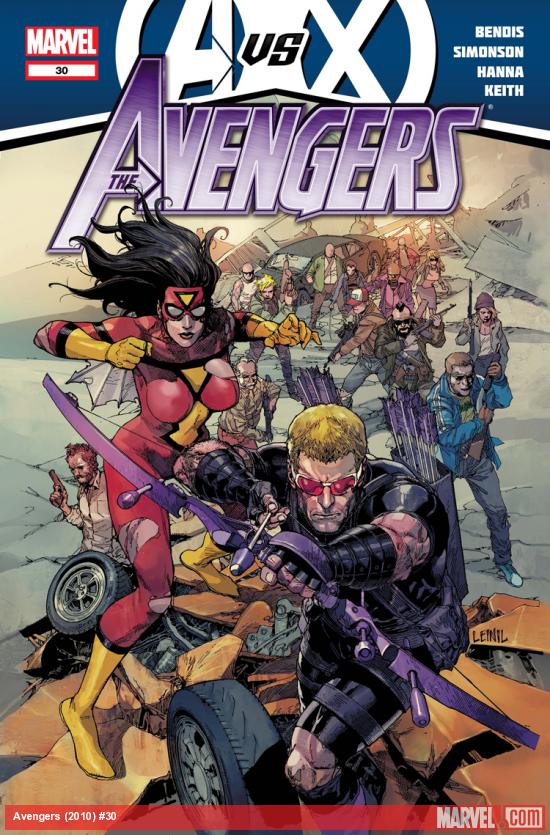 MARVEL
30
A VS X
BENDIS
SIMONSON
HANNA
KEITH
THE AVENGERS
®
LEINIL
Avengers (2010) #30
MARVEL.com